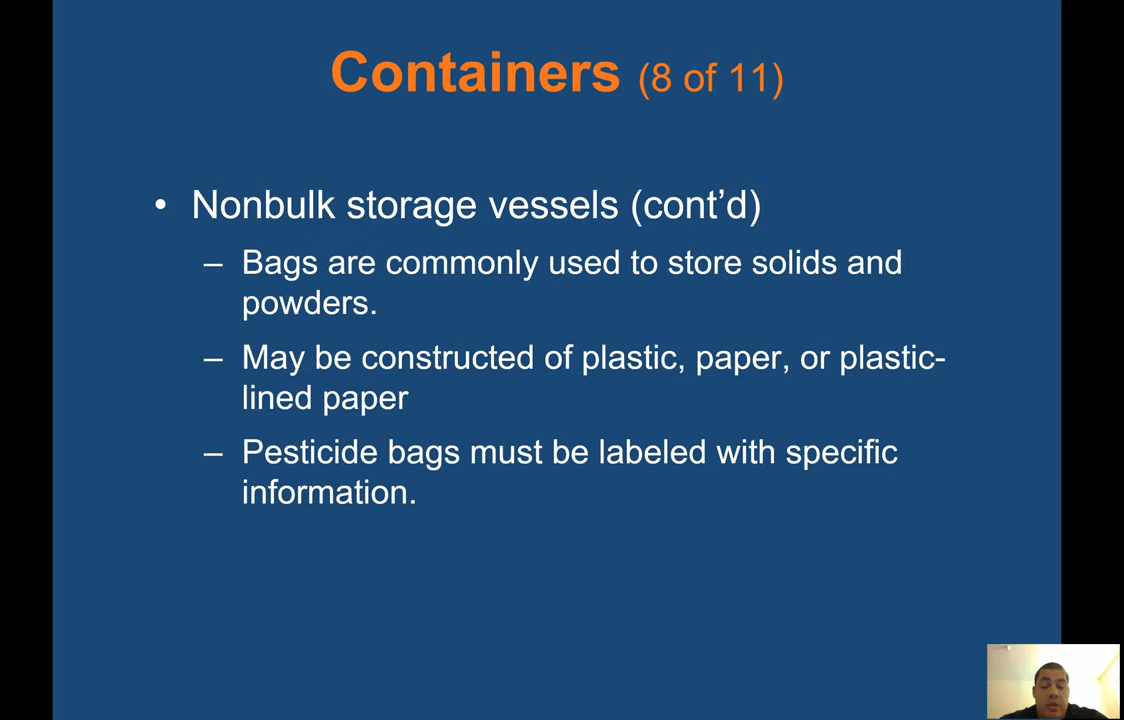 Containers (8 of 11)
• Nonbulk storage vessels (cont’d)
– Bags are commonly used to store solids and
powders.
– May be constructed of plastic, paper, or plastic-
lined paper
– Pesticide bags must be labeled with specific
information.